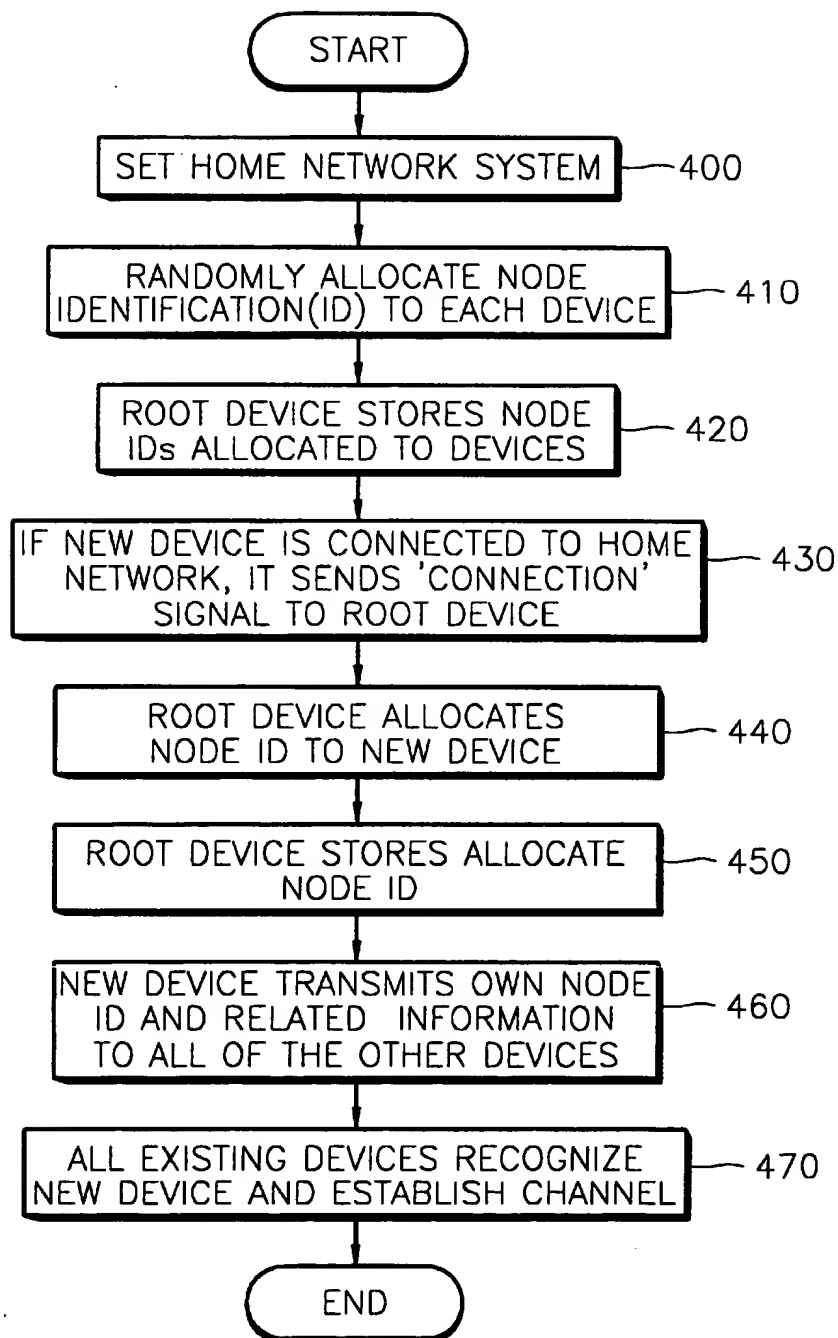 START
SET HOME NETWORK SYSTEM
400
RANDOMLY ALLOCATE NODE
IDENTIFICATION(ID) TO EACH DEVICE
410
ROOT DEVICE STORES NODE
IDs ALLOCATED TO DEVICES
420
IF NEW DEVICE IS CONNECTED TO HOME
NETWORK, IT SENDS 'CONNECTION'
SIGNAL TO ROOT DEVICE
430
ROOT DEVICE ALLOCATES
NODE ID TO NEW DEVICE
440
ROOT DEVICE STORES ALLOCATE
NODE ID
450
NEW DEVICE TRANSMITS OWN NODE
ID AND RELATED INFORMATION
TO ALL OF THE OTHER DEVICES
460
ALL EXISTING DEVICES RECOGNIZE
NEW DEVICE AND ESTABLISH CHANNEL
470
END